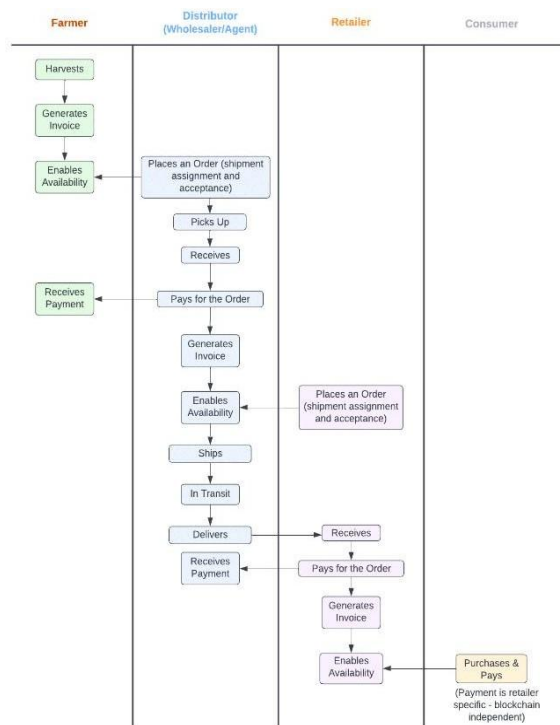 Farmer
Distributor
(Wholesaler/Agent)
Retailer
Consumer
Harvests
Generates
Invoice
Enables
Availability
Places an Order (shipment
assignment and
acceptance)
Picks Up
Receives
Receives
Payment
Pays for the Order
Generates
Invoice
Enables
Availability
Places an Order
(shipment assignment
and acceptance)
Ships
In Transit
Delivers
Receives
Receives
Payment
Pays for the Order
Generates
Invoice
Enables
Availability
Purchases &
Pays
(Payment is retailer
specific - blockchain
independent)